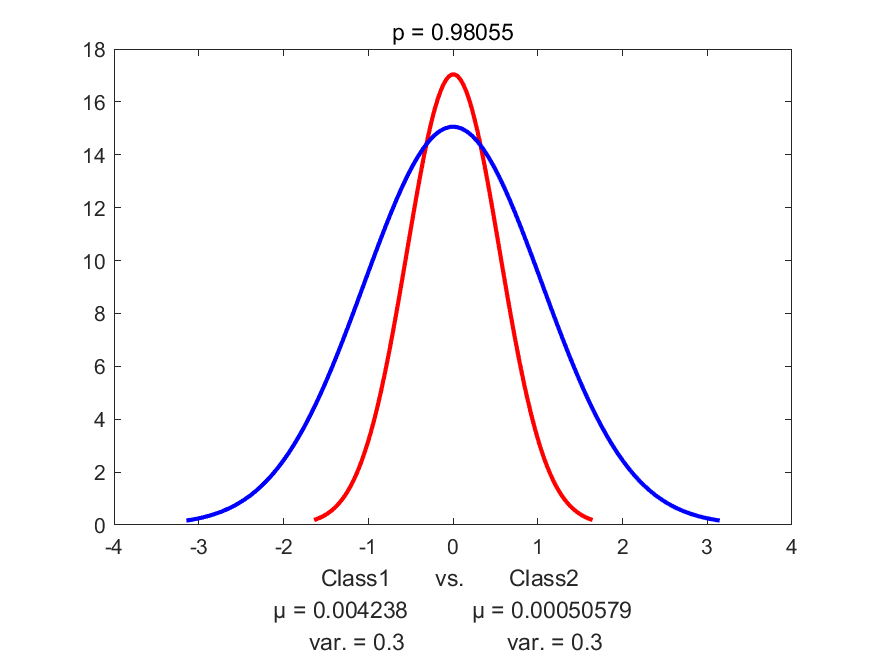 p = 0.98055
18
16
14
12
10
8
6
4
2
0
-4 -3 -2 -1 0 1 2 3 4
Class1 vs. Class2
μ = 0.004238 μ = 0.00050579
var. = 0.3 var. = 0.3